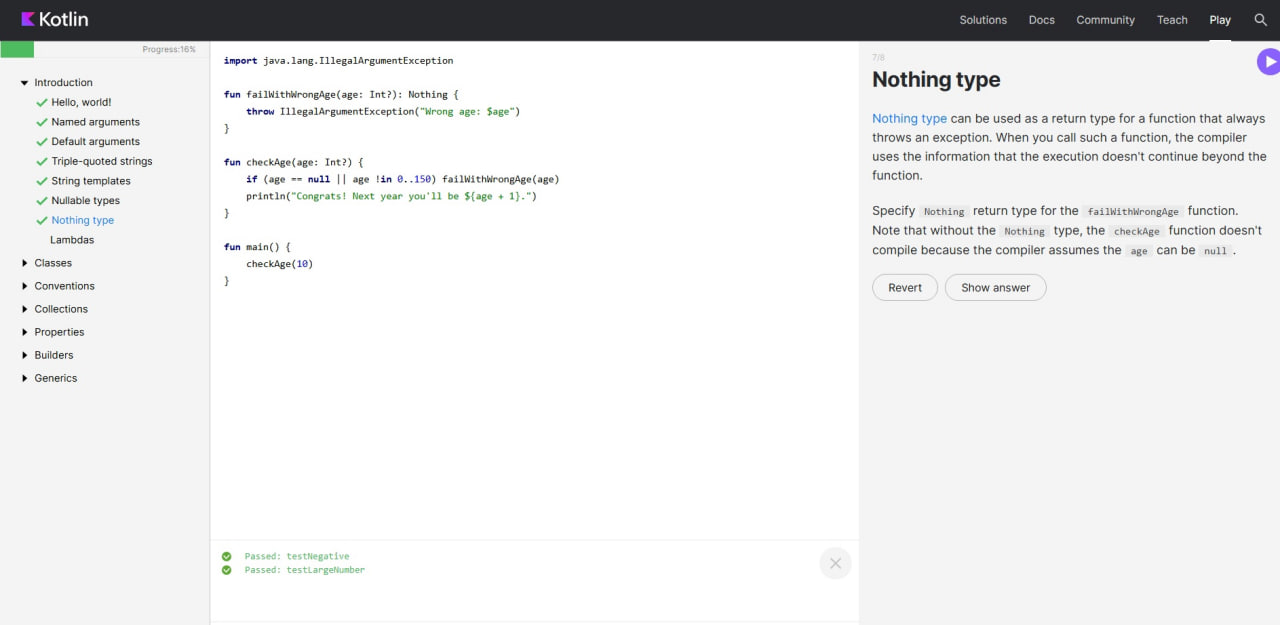 Kotlin
Solutions
Docs
Community
Teach
Play
Progress:16%
Introduction
Hello, world!
Named arguments
Default arguments
Triple-quoted strings
String templates
Nullable types
Nothing type
Lambdas
Classes
Conventions
Collections
Properties
Builders
Generics
import java.lang.IllegalArgumentException
fun failWithWrongAge(age: Int?): Nothing {
    throw IllegalArgumentException("Wrong age: $age")
}
fun checkAge(age: Int?) {
    if (age == null || age !in 0..150) failWithWrongAge(age)
    println("Congrats! Next year you'll be ${age + 1}.")
}
fun main() {
    checkAge(10)
}
Passed: testNegative
Passed: testLargeNumber
7/8
Nothing type
Nothing type can be used as a return type for a function that always
throws an exception. When you call such a function, the compiler
uses the information that the execution doesn't continue beyond the
function.
Specify Nothing return type for the failWithWrongAge function.
Note that without the Nothing type, the checkAge function doesn't
compile because the compiler assumes the age can be null .
Revert
Show answer